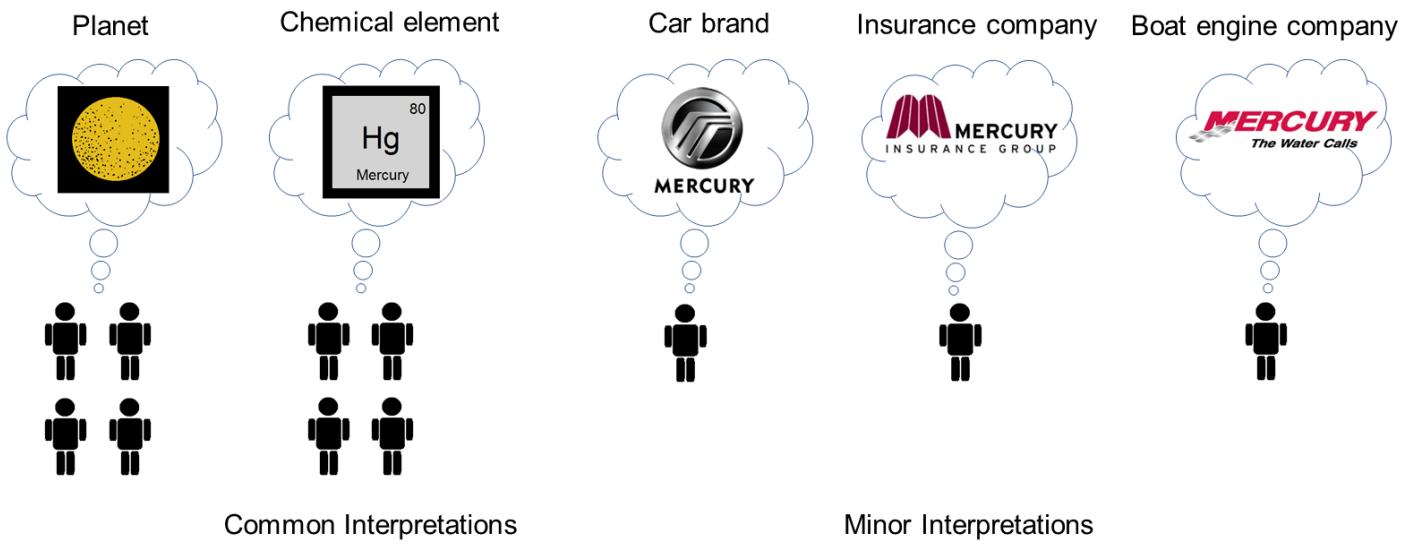 Planet
Chemical element
Car brand
Insurance company
Boat engine company
80
Hg
Mercury
MERCURY
MERCURY
INSURANCE GROUP
MERCURY
The Water Calls
Common Interpretations
Minor Interpretations